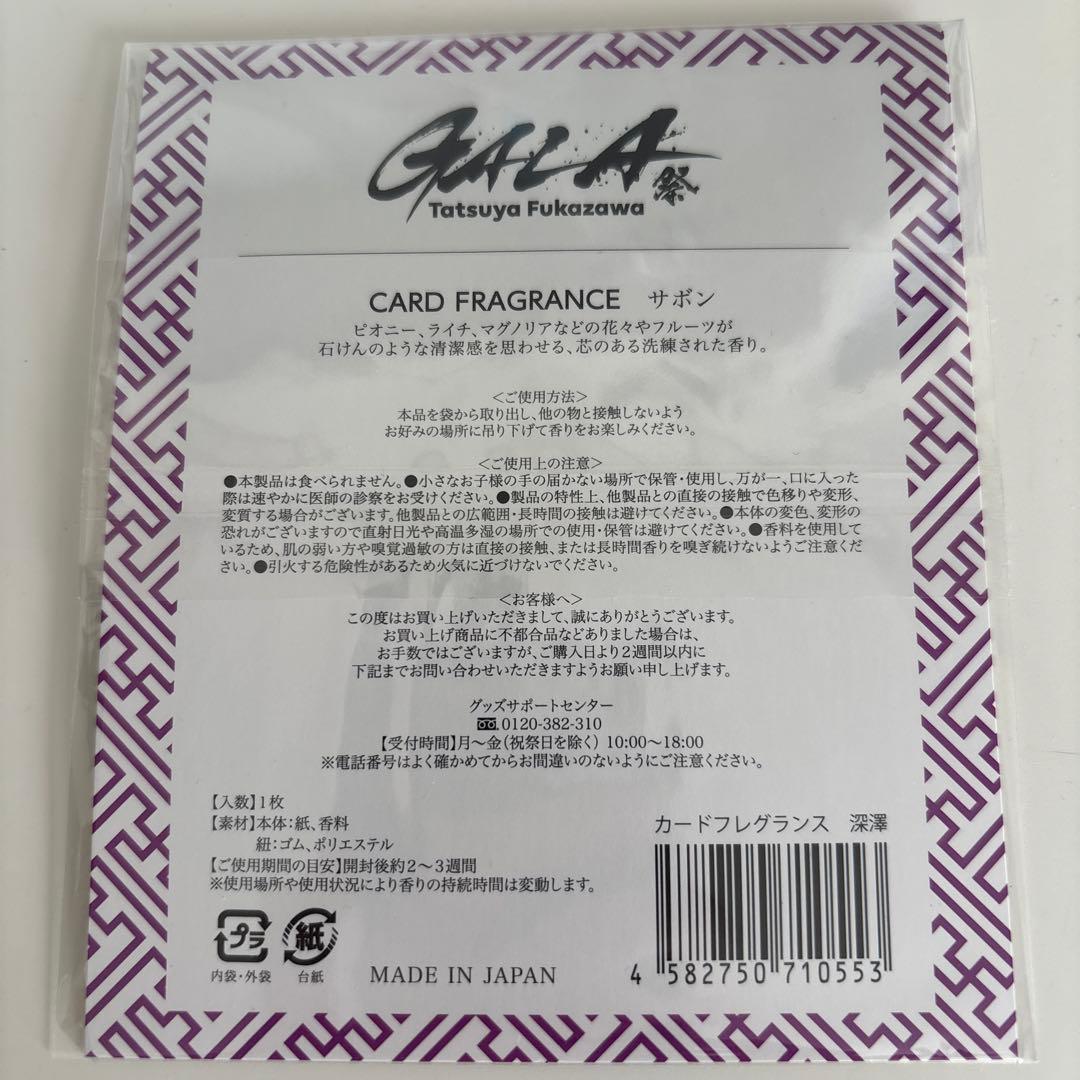 GALA祭
Tatsuya Fukazawa
CARD FRAGRANCE サボン
ピオニー、ライチ、マグノリアなどの花々やフルーツが
石けんのような清潔感を思わせる、芯のある洗練された香り。
＜ご使用方法＞
本品を袋から取り出し、他の物と接触しないよう
お好みの場所に吊り下げて香りをお楽しみください。
＜ご使用上の注意＞
●本製品は食べられません。●小さなお子様の手の届かない場所で保管・使用し、万が一、口に入った
際は速やかに医師の診察をお受けください。●製品の特性上、他製品との直接の接触で色移りや変形、
変質する場合がございます。他製品との広範囲・長時間の接触は避けてください。●本体の変色、変形の
恐れがございますので直射日光や高温多湿の場所での使用・保管は避けてください。●香料を使用して
いるため、肌の弱い方や嗅覚過敏の方は直接の接触、または長時間香りを嗅ぎ続けないようご注意くださ
い。●引火する危険性があるため火気に近づけないでください。
＜お客様へ＞
この度はお買い上げいただきまして、誠にありがとうございます。
お買い上げ商品に不都合品などありました場合は、
お手数ではございますが、ご購入日より2週間以内に
下記までお問い合わせいただきますようお願い申し上げます。
グッズサポートセンター
0120-382-310
【受付時間】月〜金（祝祭日を除く） 10:00〜18:00
※電話番号はよく確かめてからお間違いのないようにご注意ください。
【入数】1枚
【素材】本体：紙、香料
紐：ゴム、ポリエステル
【ご使用期間の目安】開封後約2〜3週間
※使用場所や使用状況により香りの持続時間は変動します。
プラ
内袋・外袋
紙
台紙
MADE IN JAPAN
カードフレグランス 深澤
4 582750 710553